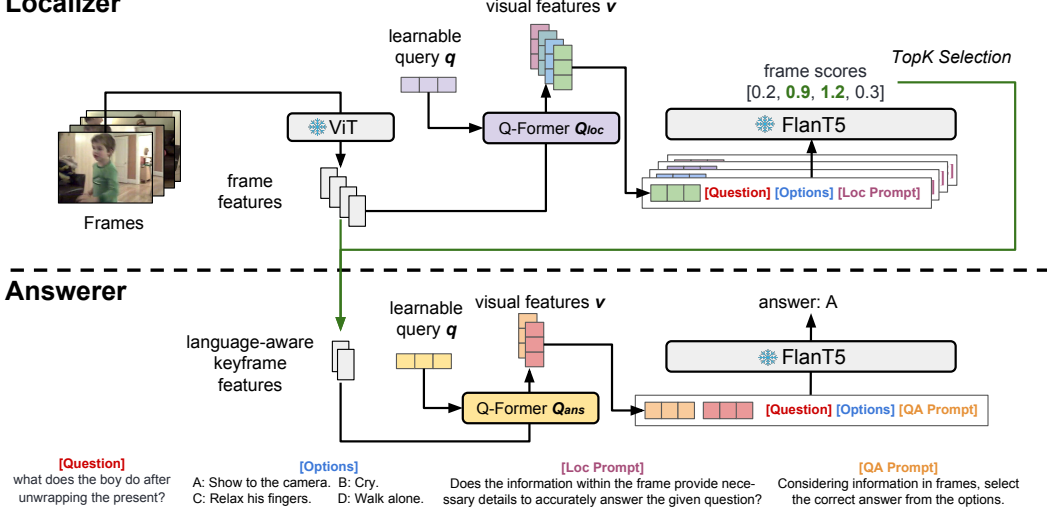 Localizer
visual features v
learnable
query q
TopK Selection
frame scores
[0.2, 0.9, 1.2, 0.3]
ViT
Q-Former Qloc
FlanT5
frame
features
[Question] [Options] [Loc Prompt]
Frames
Answerer
learnable
query q
visual features v
answer: A
language-aware
keyframe
features
FlanT5
Q-Former Qans
[Question] [Options] [QA Prompt]
[Question]
what does the boy do after
unwrapping the present?
[Options]
A: Show to the camera. B: Cry.
C: Relax his fingers. D: Walk alone.
[Loc Prompt]
Does the information within the frame provide nece-
ssary details to accurately answer the given question?
[QA Prompt]
Considering information in frames, select
the correct answer from the options.